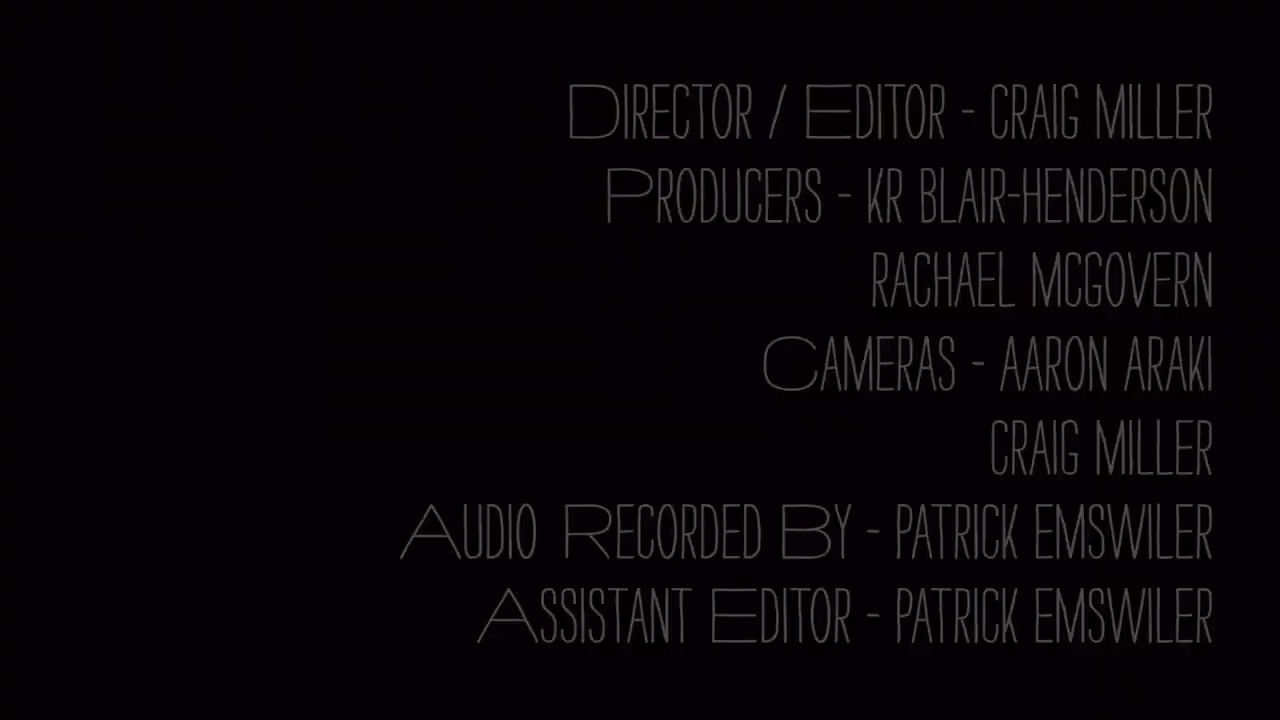 DIRECTOR / EDITOR - CRAIG MILLER
PRODUCERS - KR BLAIR-HENDERSON
RACHAEL MCGOVERN
CAMERAS - AARON ARAKI
CRAIG MILLER
AUDIO RECORDED BY - PATRICK EMSWILER
ASSISTANT EDITOR - PATRICK EMSWILER